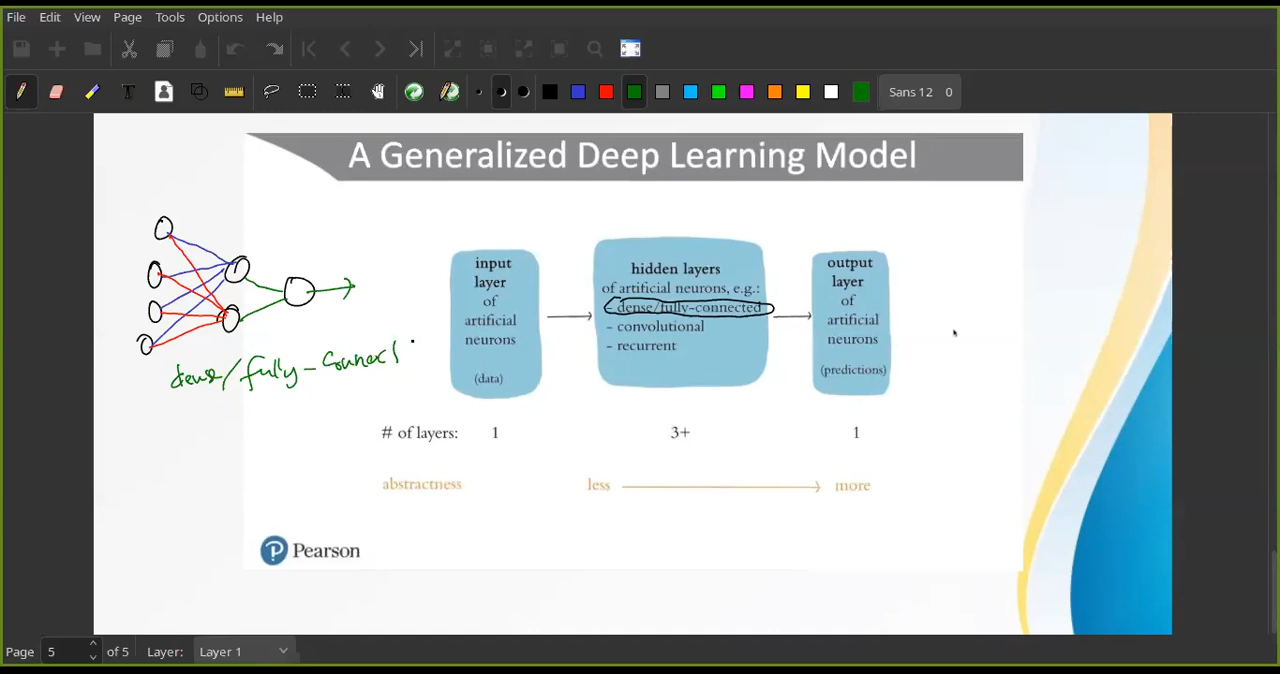 File Edit View Page Tools Options Help
Sans 12 0
A Generalized Deep Learning Model
input
layer
of
artificial
neurons
(data)
hidden layers
of artificial neurons, e.g.:
- dense/fully-connected
- convolutional
- recurrent
output
layer
of
artificial
neurons
(predictions)
dense/fully-connect
# of layers: 1 3+ 1
abstractness less more
Pearson
Page 5 of 5 Layer: Layer 1